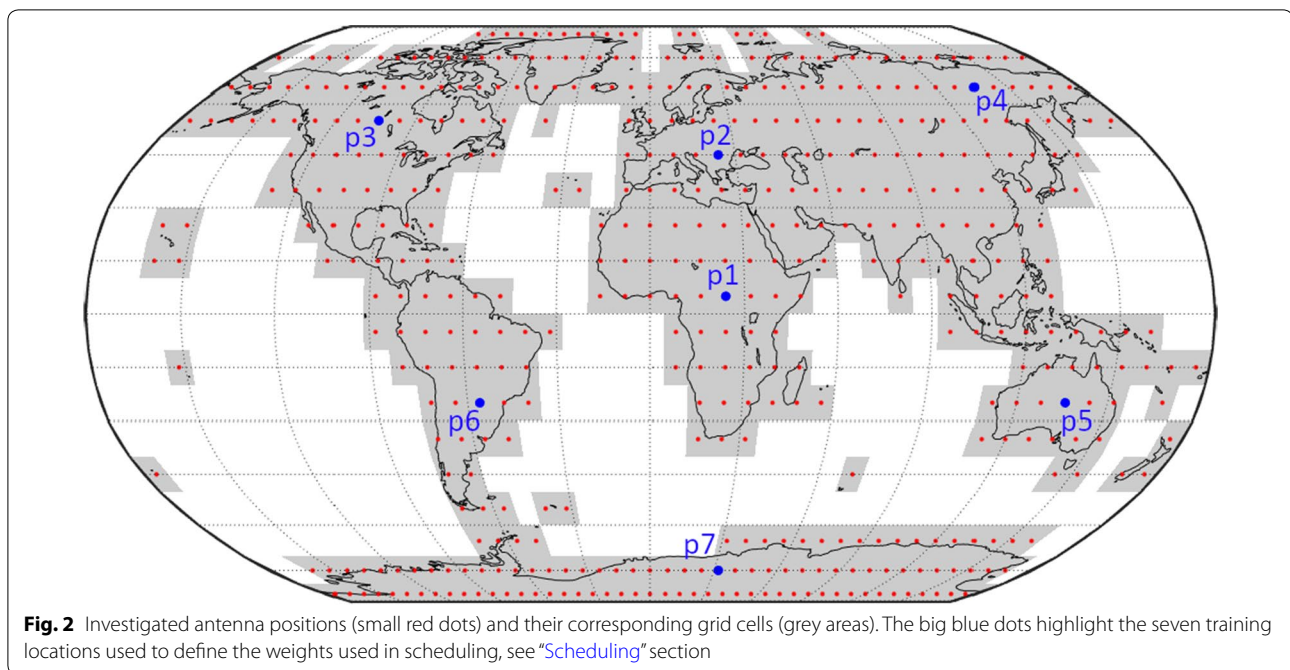 p4
p3
p2
p1
p6
p5
p7
Fig. 2 Investigated antenna positions (small red dots) and their corresponding grid cells (grey areas). The big blue dots highlight the seven training
locations used to define the weights used in scheduling, see “Scheduling” section